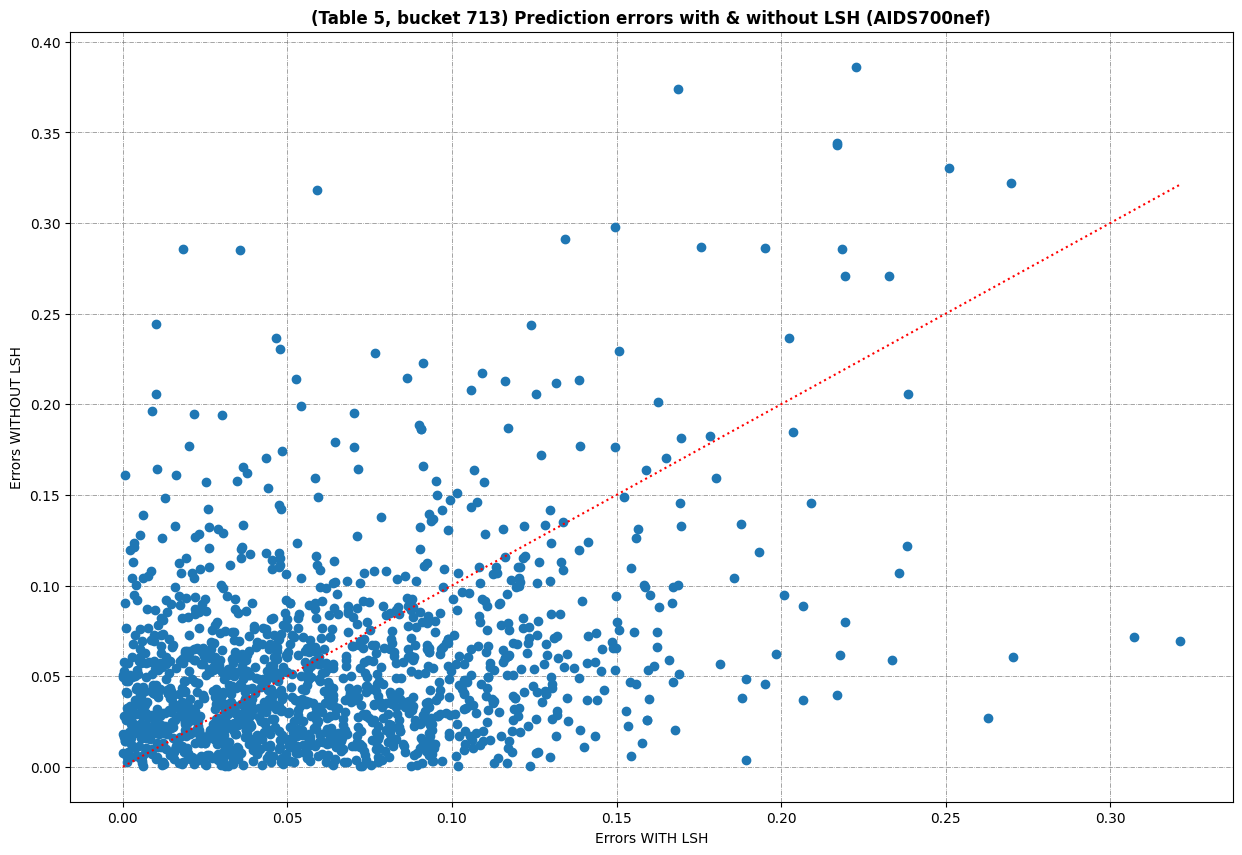 (Table 5, bucket 713) Prediction errors with & without LSH (AIDS700nef)
0.40
0.35
0.30
0.25
0.20
0.15
0.10
0.05
0.00
Errors WITHOUT LSH
0.00 0.05 0.10 0.15 0.20 0.25 0.30
Errors WITH LSH